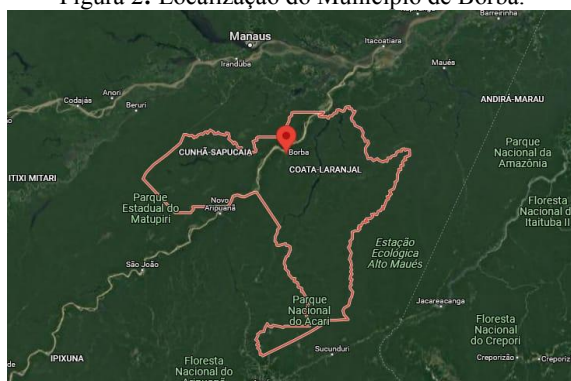 Figura 2. Localização do Município de Borba.
Barreirinha
Manaus
Itacoatiara
Iranduba
Maués
Anori
Codajás
Beruri
ANDIRÁ-MARAU
CUNHÃ-SAPUCAIA
Borba
COATA-LARANJAL
Parque
Nacional da
Amazônia
ITIXI MITARI
Parque
Estadual do
Matupiri
Novo
Aripuanã
Floresta
Nacional d
Itaituba II
Estação
Ecológica
Alto Maués
São João
Parque
Nacional
do Acari
Jacareacanga
Floresta
Nacional
do Crepori
Sucunduri
IPIXUNA
de
Floresta
Nacional do
Creporizão
Creporiz